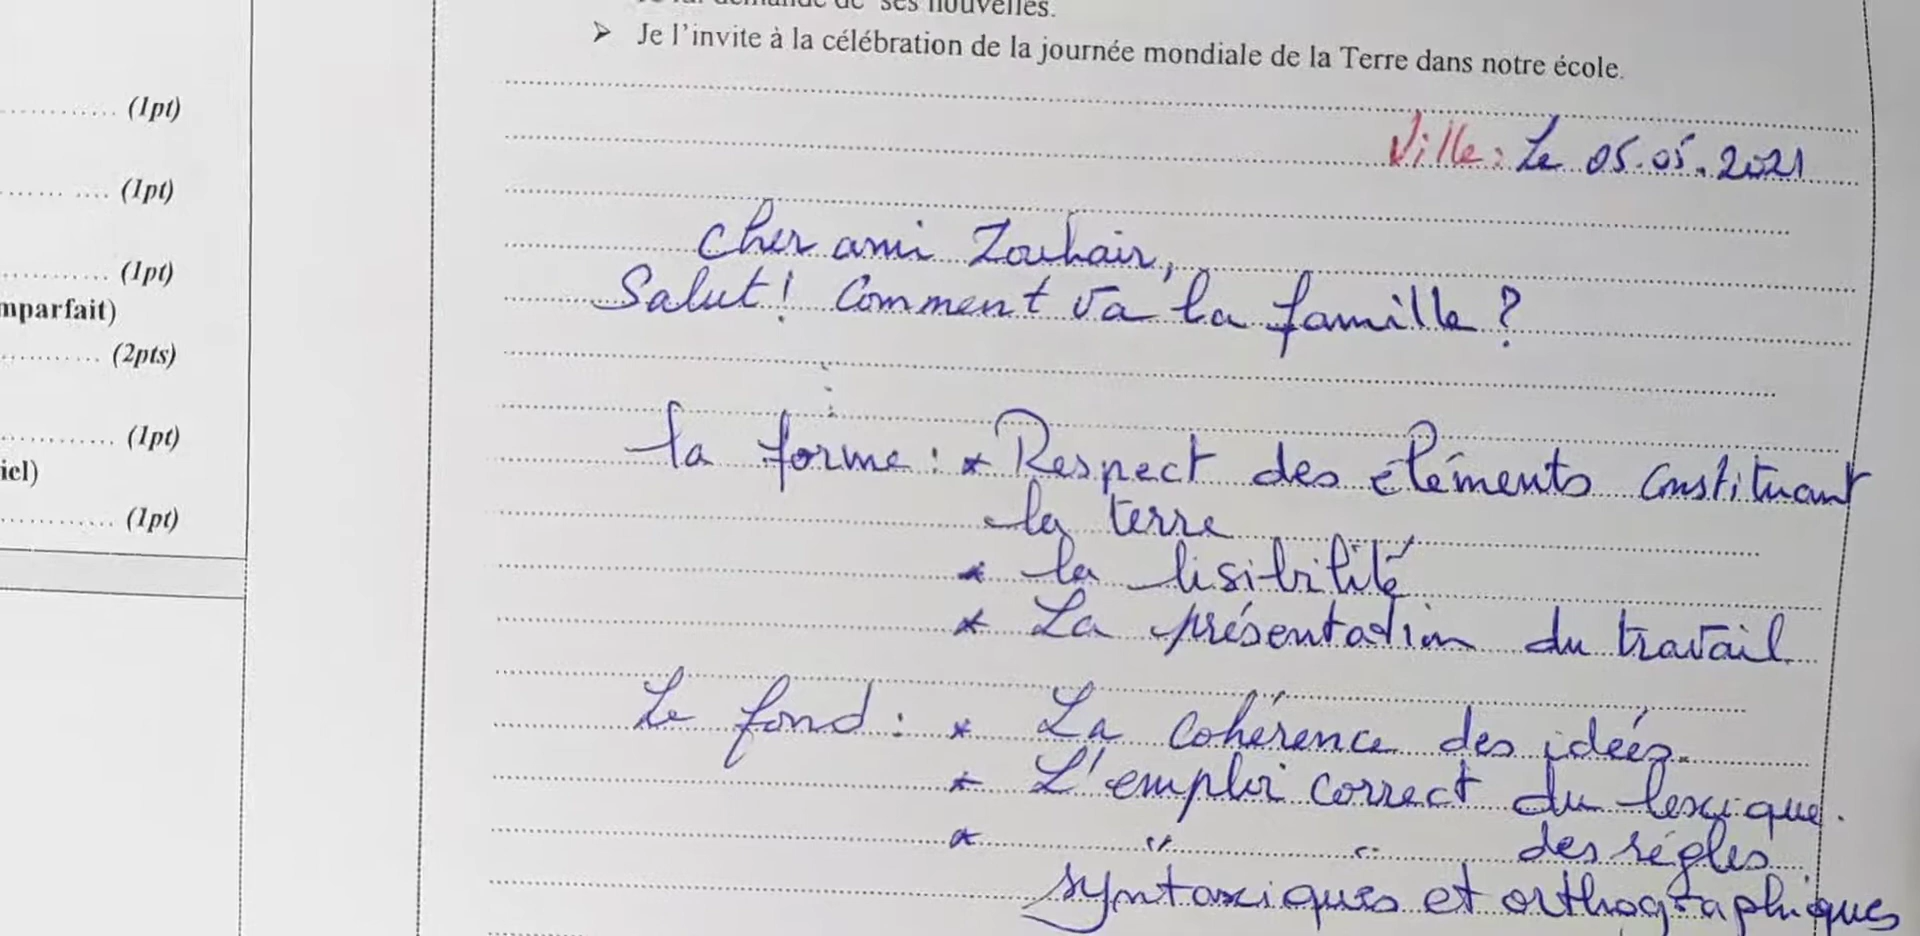 ses nouvelles.
➤ Je l'invite à la célébration de la journée mondiale de la Terre dans notre école.
.......... (1pt)
Ville: Le 05.05.2021
.......... (1pt)
Cher ami Zouhair,
.......... (1pt)
Salut! Comment va la famille ?
mparfait)
.......... (2pts)
la forme : * Respect des éléments constituant
.......... (1pt)
iel)
la terre
.......... (1pt)
* la lisibilité
* La présentation du travail
Le fond : * La cohérence des idées.
* L'emploi correct du lexique.
* " " des règles
syntaxiques et orthographiques